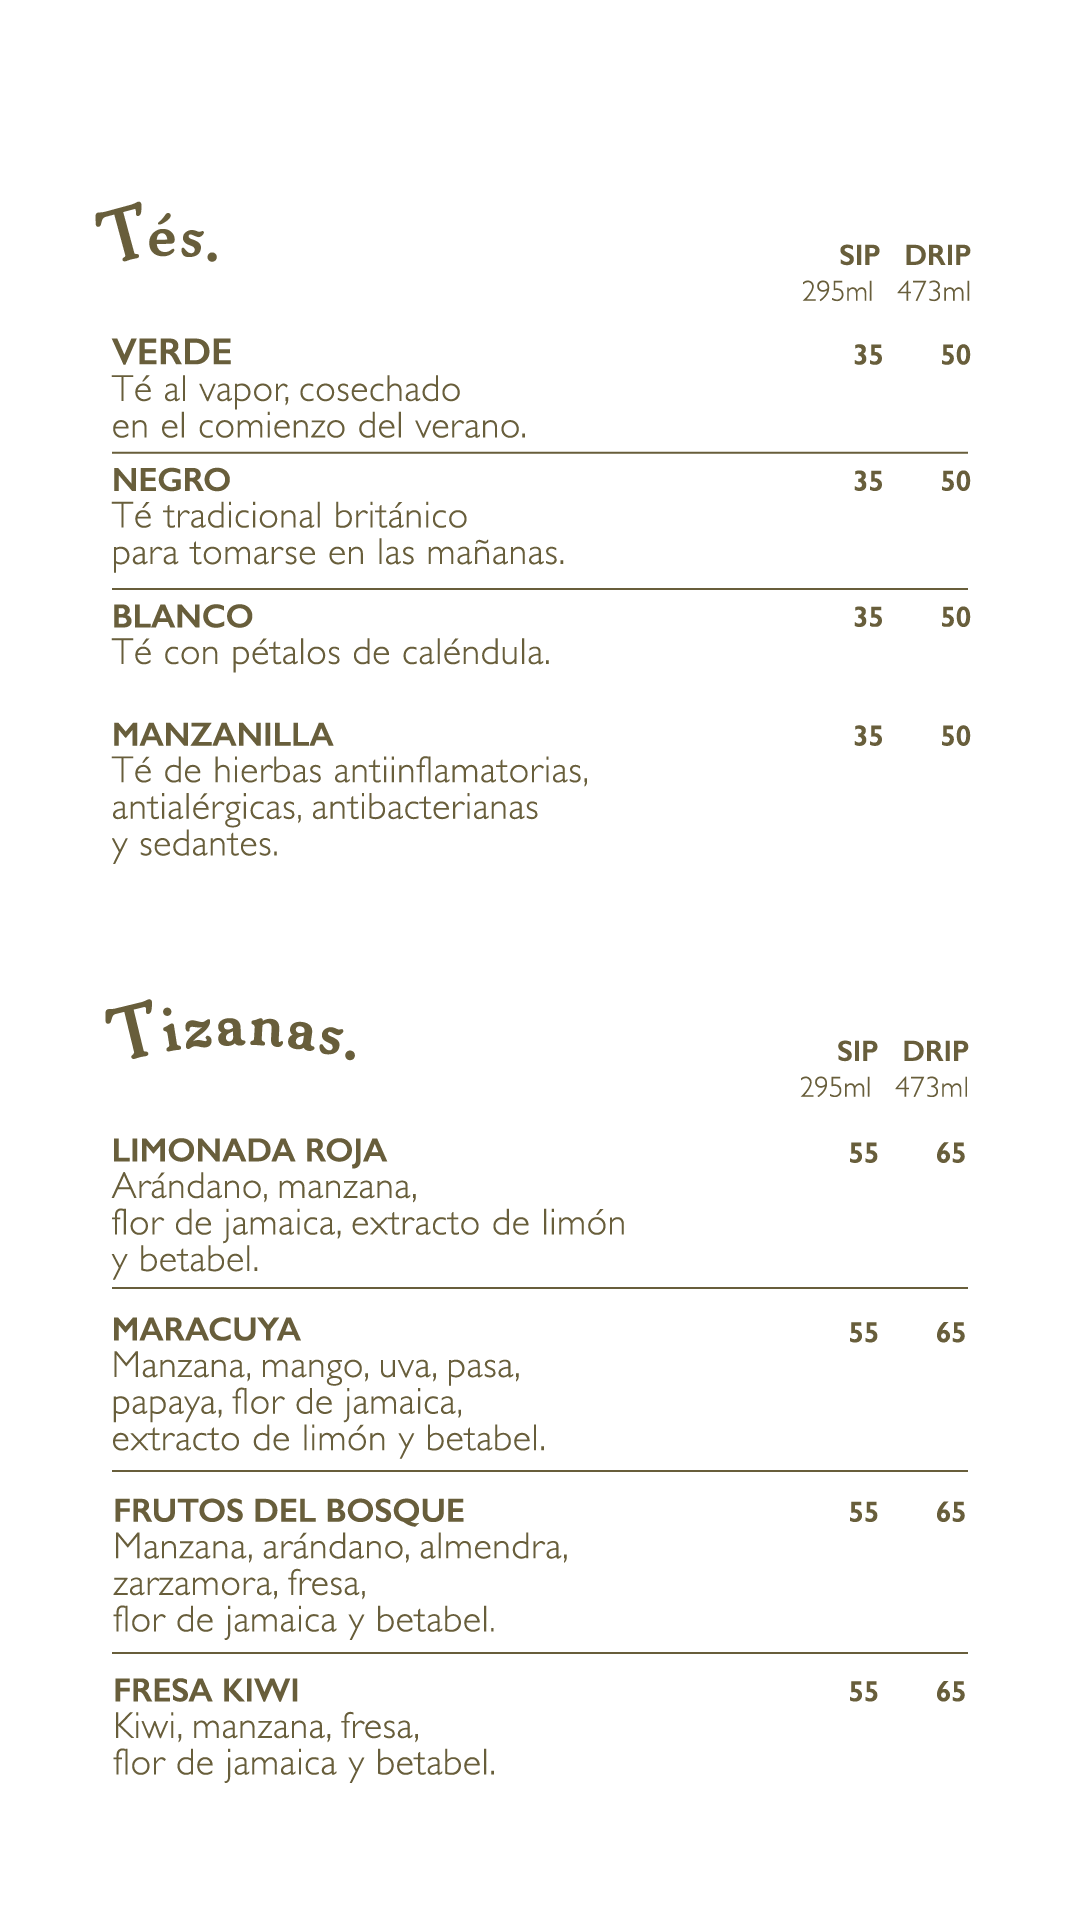 Tés.
SIP DRIP
295ml 473ml
VERDE 35 50
Té al vapor, cosechado
en el comienzo del verano.
NEGRO 35 50
Té tradicional británico
para tomarse en las mañanas.
BLANCO 35 50
Té con pétalos de caléndula.
MANZANILLA 35 50
Té de hierbas antiinflamatorias,
antialérgicas, antibacterianas
y sedantes.
Tizanas.
SIP DRIP
295ml 473ml
LIMONADA ROJA 55 65
Arándano, manzana,
flor de jamaica, extracto de limón
y betabel.
MARACUYA 55 65
Manzana, mango, uva, pasa,
papaya, flor de jamaica,
extracto de limón y betabel.
FRUTOS DEL BOSQUE 55 65
Manzana, arándano, almendra,
zarzamora, fresa,
flor de jamaica y betabel.
FRESA KIWI 55 65
Kiwi, manzana, fresa,
flor de jamaica y betabel.